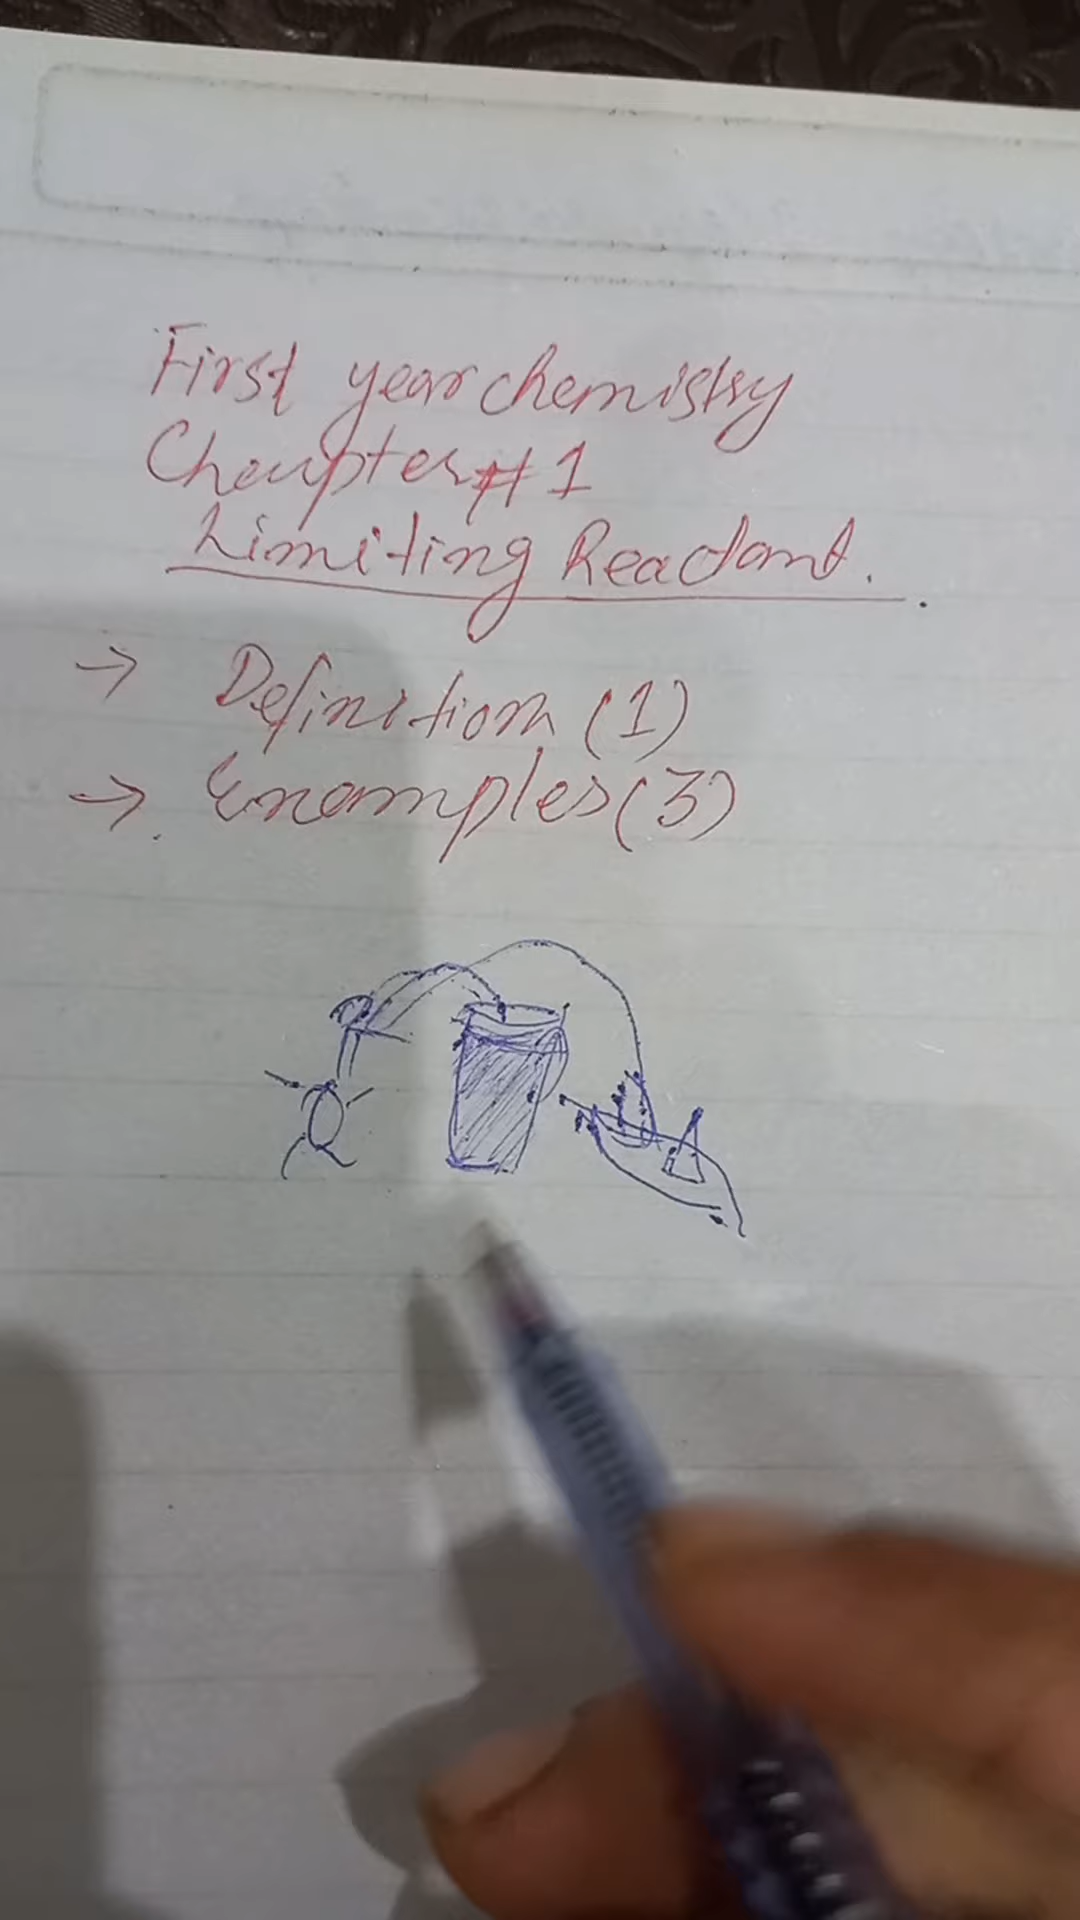 First year chemistry
Chapter # 1
Limiting Reactant.
→ Definition (1)
→ Examples (3)